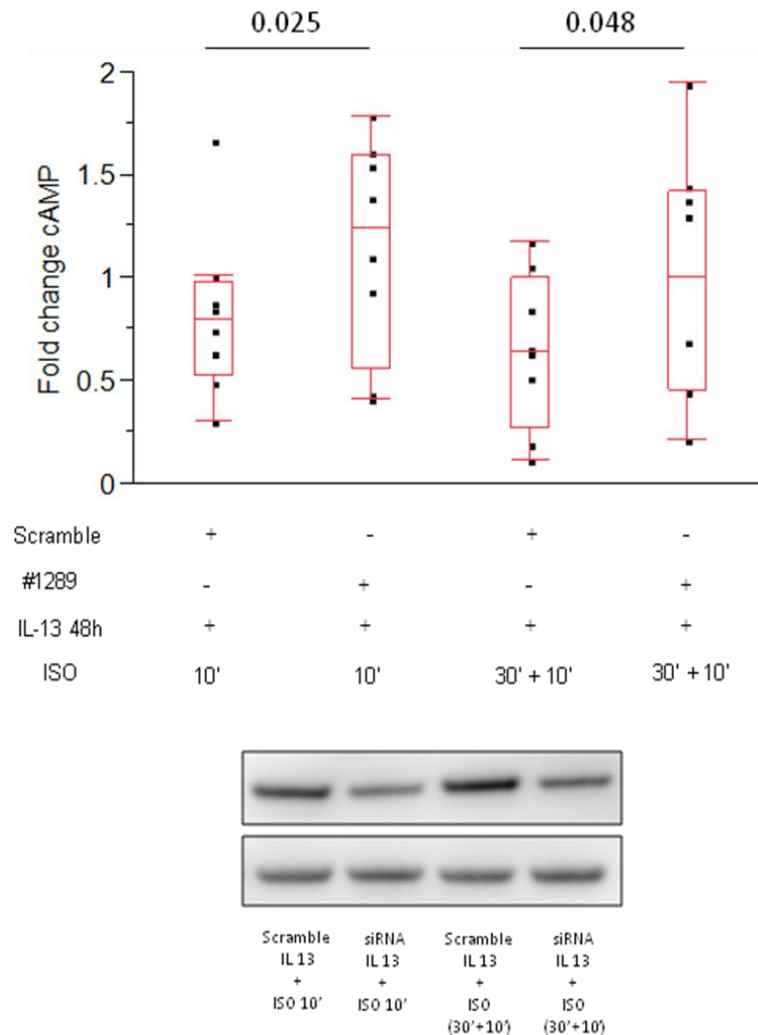 0.025 0.048
2
1.5
1
0.5
0
Fold change cAMP
Scramble + - + -
#1289 - + - +
IL-13 48h + + + +
ISO 10' 10' 30' + 10' 30' + 10'
Scramble siRNA Scramble siRNA
IL 13 IL 13 IL 13 IL 13
+ + + +
ISO 10' ISO 10' ISO ISO
(30'+10') (30'+10')